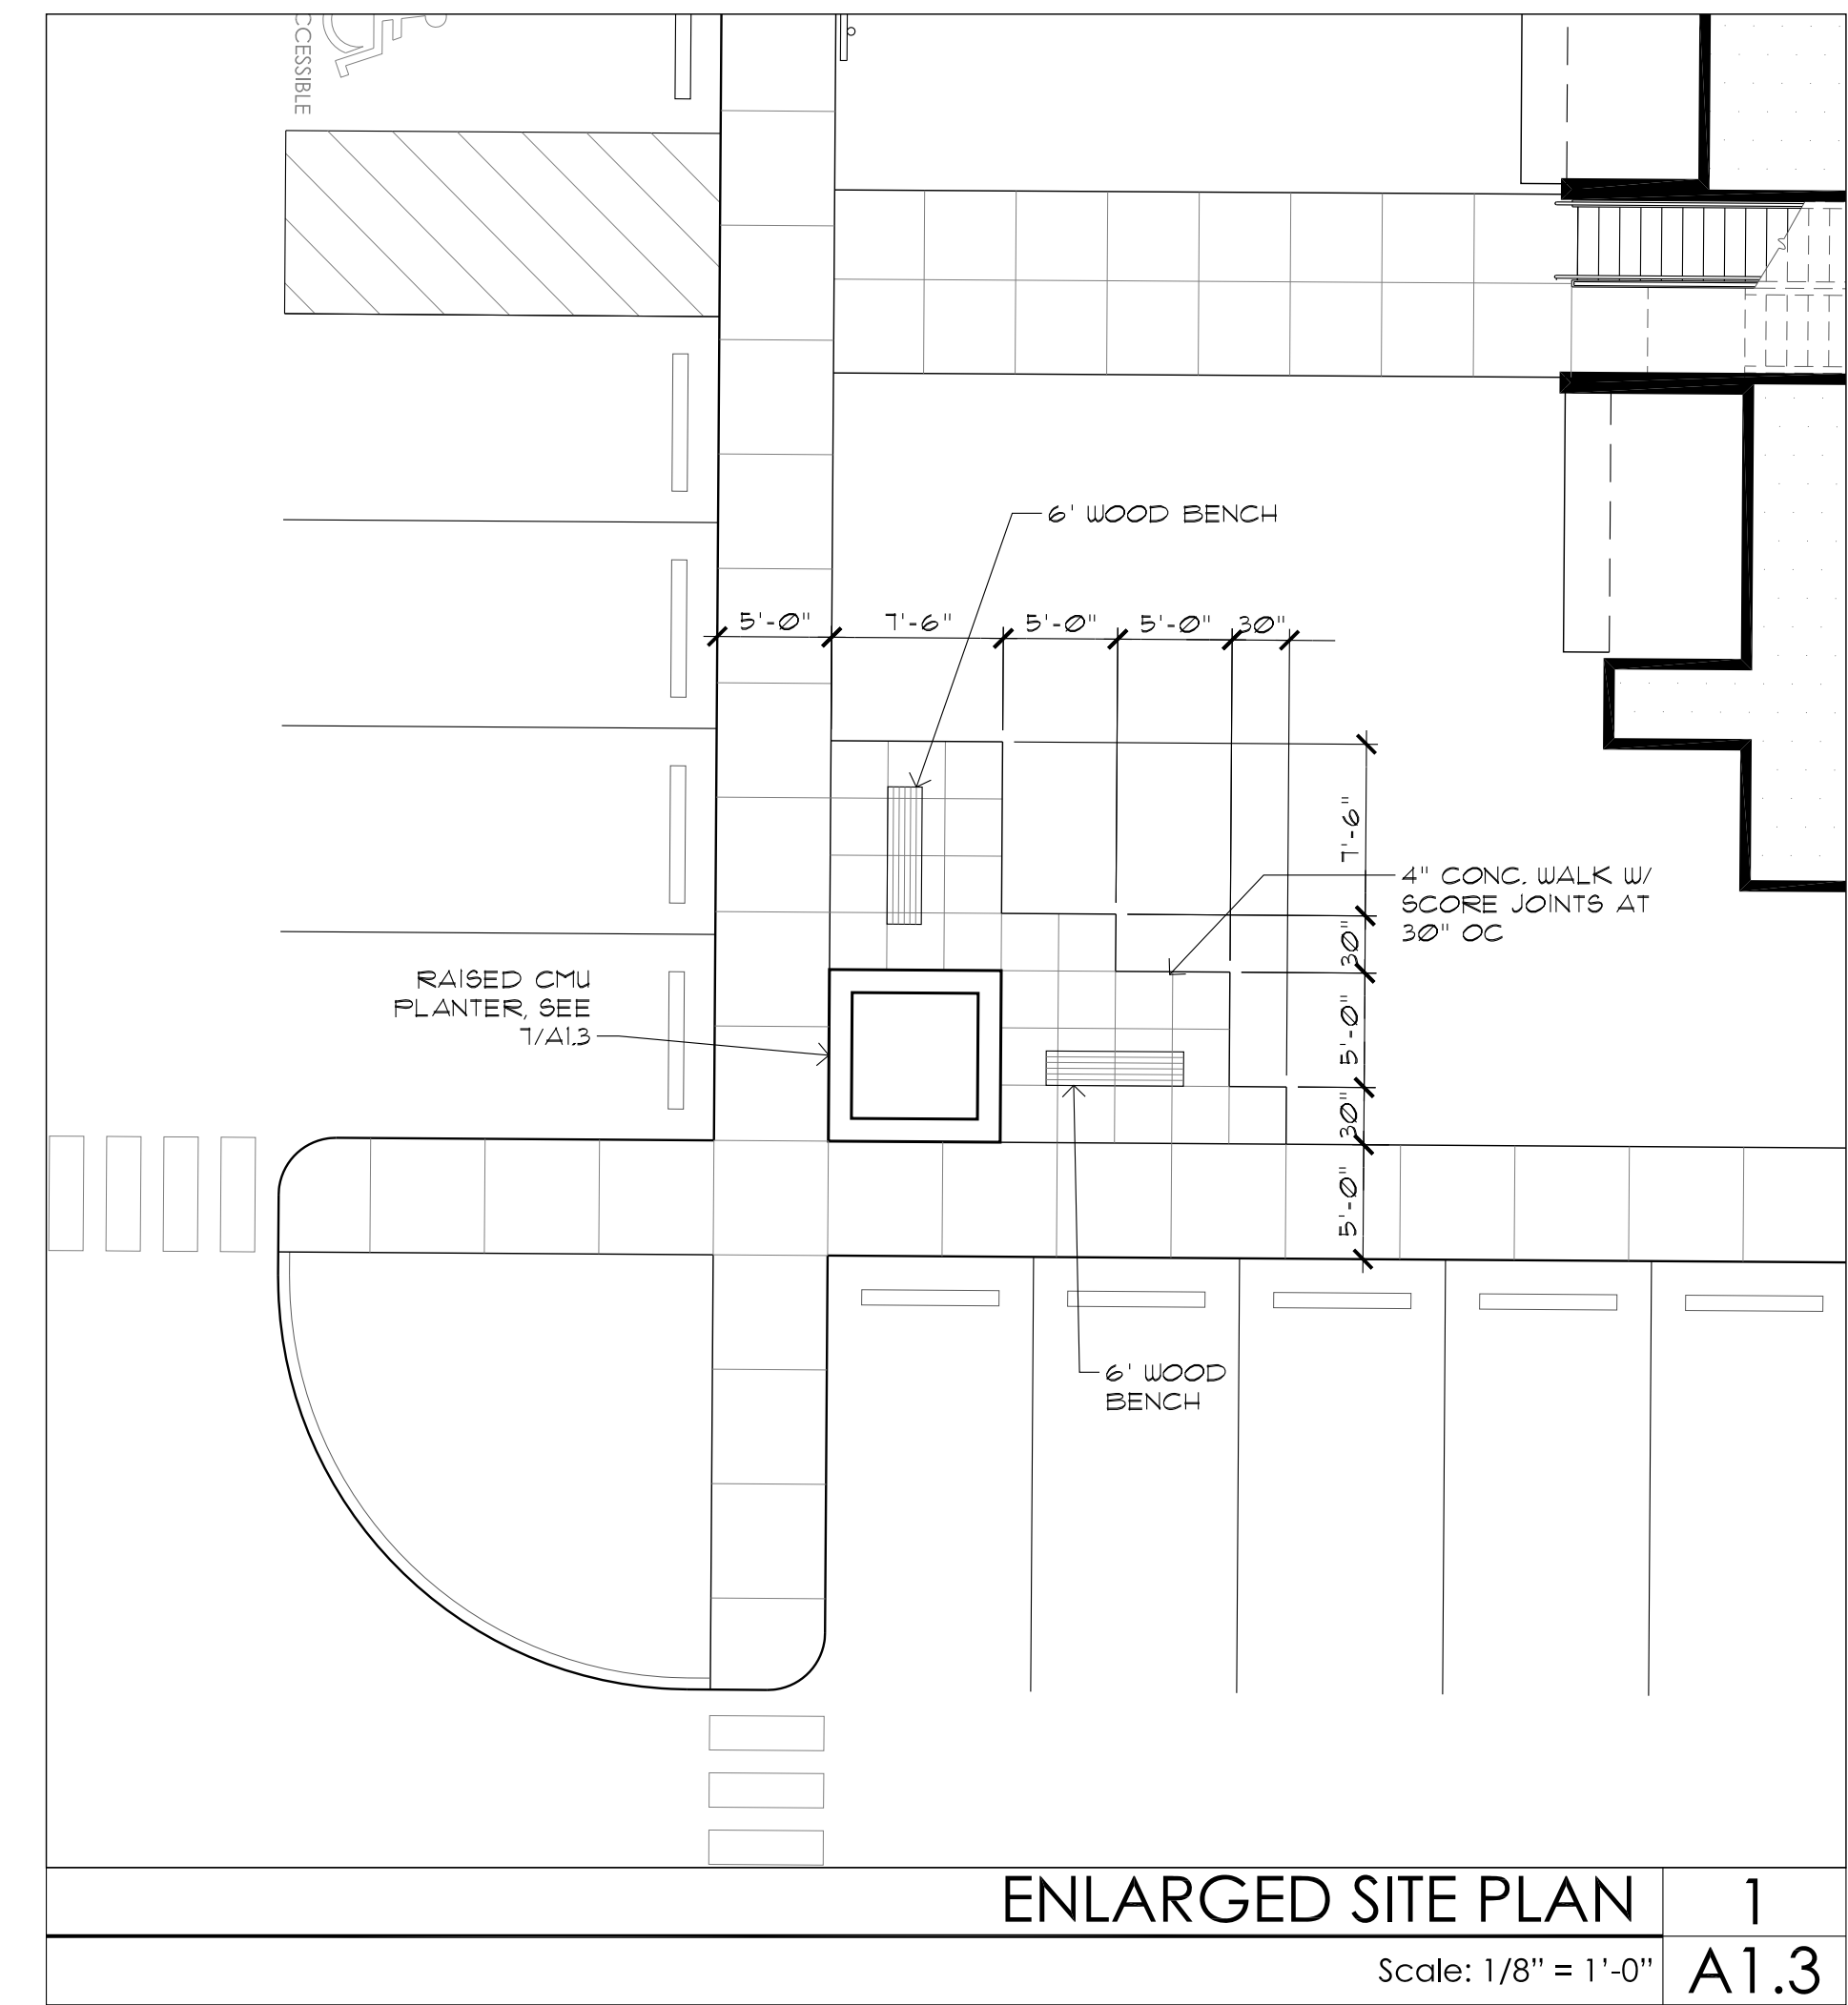 CCESSIBLE
6' WOOD BENCH
5'-0" 7'-6" 5'-0" 5'-0" 30"
7'-6"
4" CONC. WALK W/
SCORE JOINTS AT
30" OC
30"
RAISED CMU
PLANTER, SEE
7/A1.3
5'-0"
30"
5'-0"
6' WOOD
BENCH
ENLARGED SITE PLAN
1
Scale: 1/8” = 1’-0”
A1.3